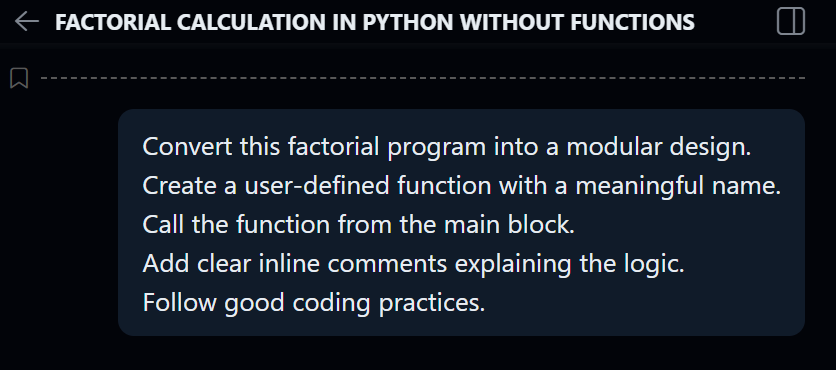 FACTORIAL CALCULATION IN PYTHON WITHOUT FUNCTIONS
Convert this factorial program into a modular design.
Create a user-defined function with a meaningful name.
Call the function from the main block.
Add clear inline comments explaining the logic.
Follow good coding practices.